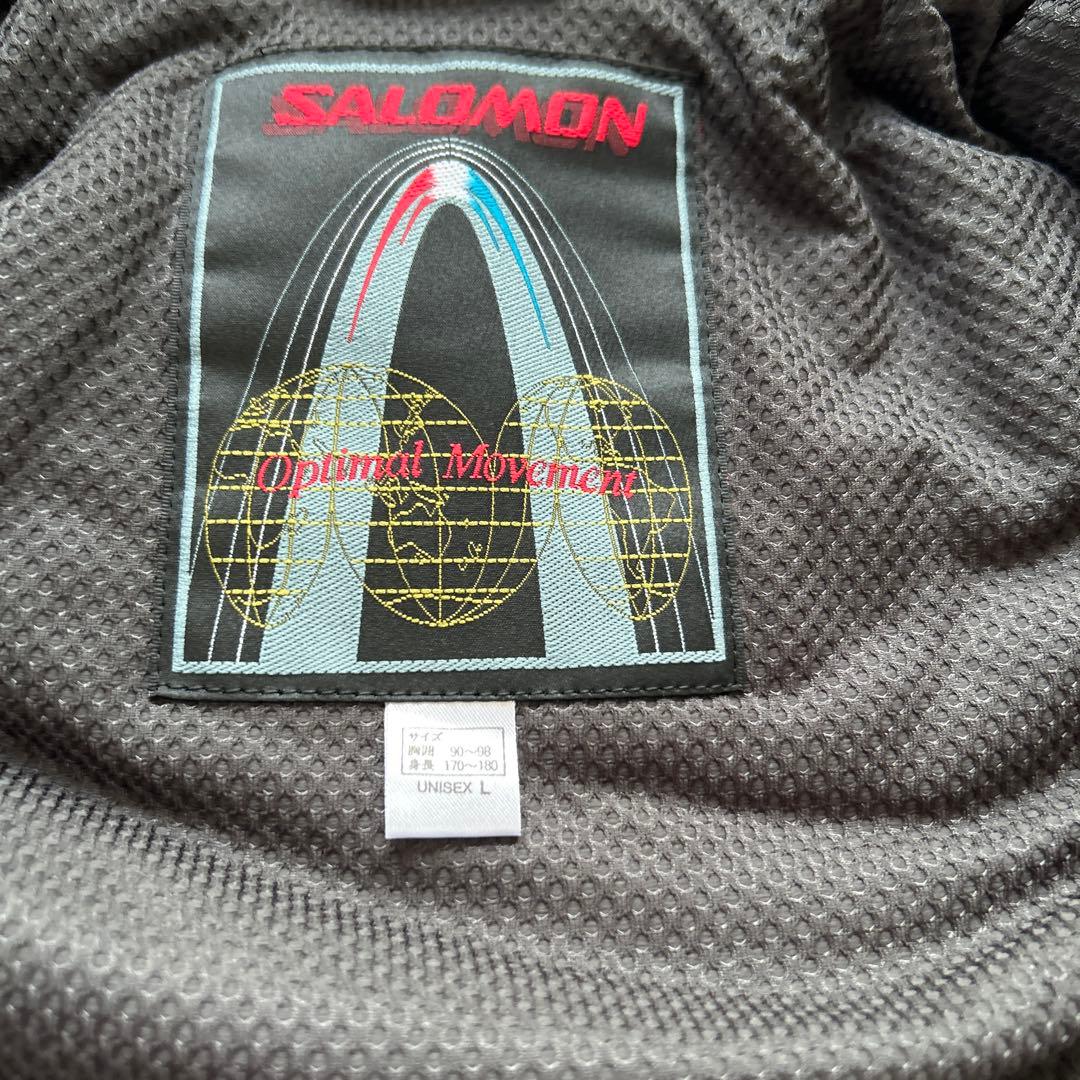 SALOMON
Optimal Movement
サイズ
胸囲 90～98
身長 170～180
UNISEX L